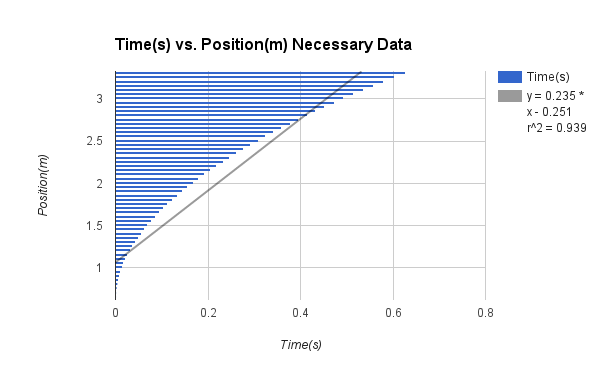 Time(s) vs. Position(m) Necessary Data
Time(s)
y = 0.235 *
x - 0.251
r^2 = 0.939
Position(m)
3
2.5
2
1.5
1
0 0.2 0.4 0.6 0.8
Time(s)